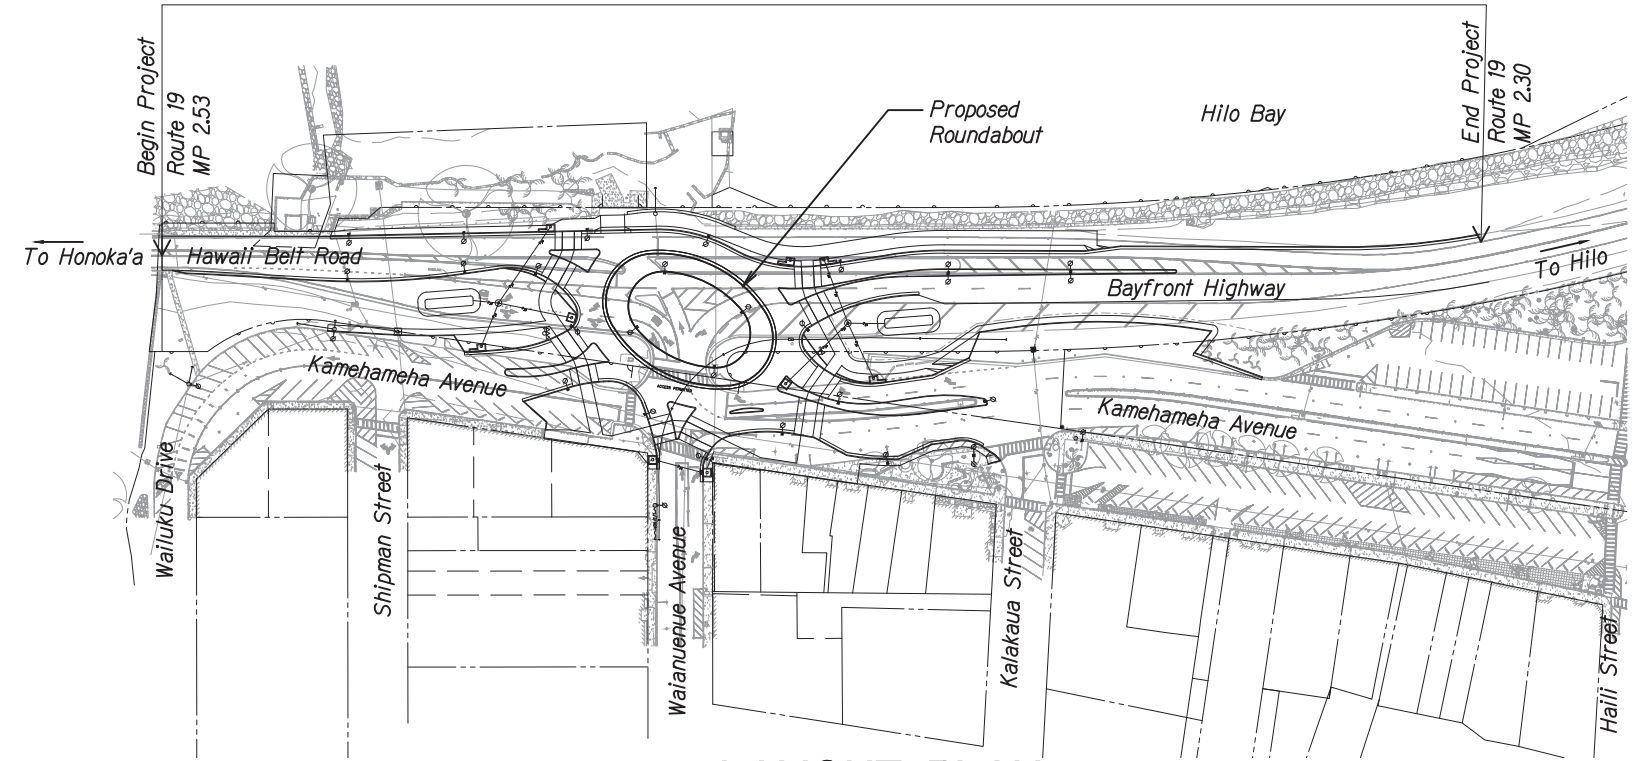 Begin Project
Route 19
MP 2.53
End Project
Route 19
MP 2.30
Proposed
Roundabout
Hilo Bay
To Honoka'a
Hawaii Belt Road
To Hilo
Bayfront Highway
Kamehameha Avenue
Kamehameha Avenue
Wailuku Drive
Shipman Street
Waianuenue Avenue
Kalakaua Street
Haili Street